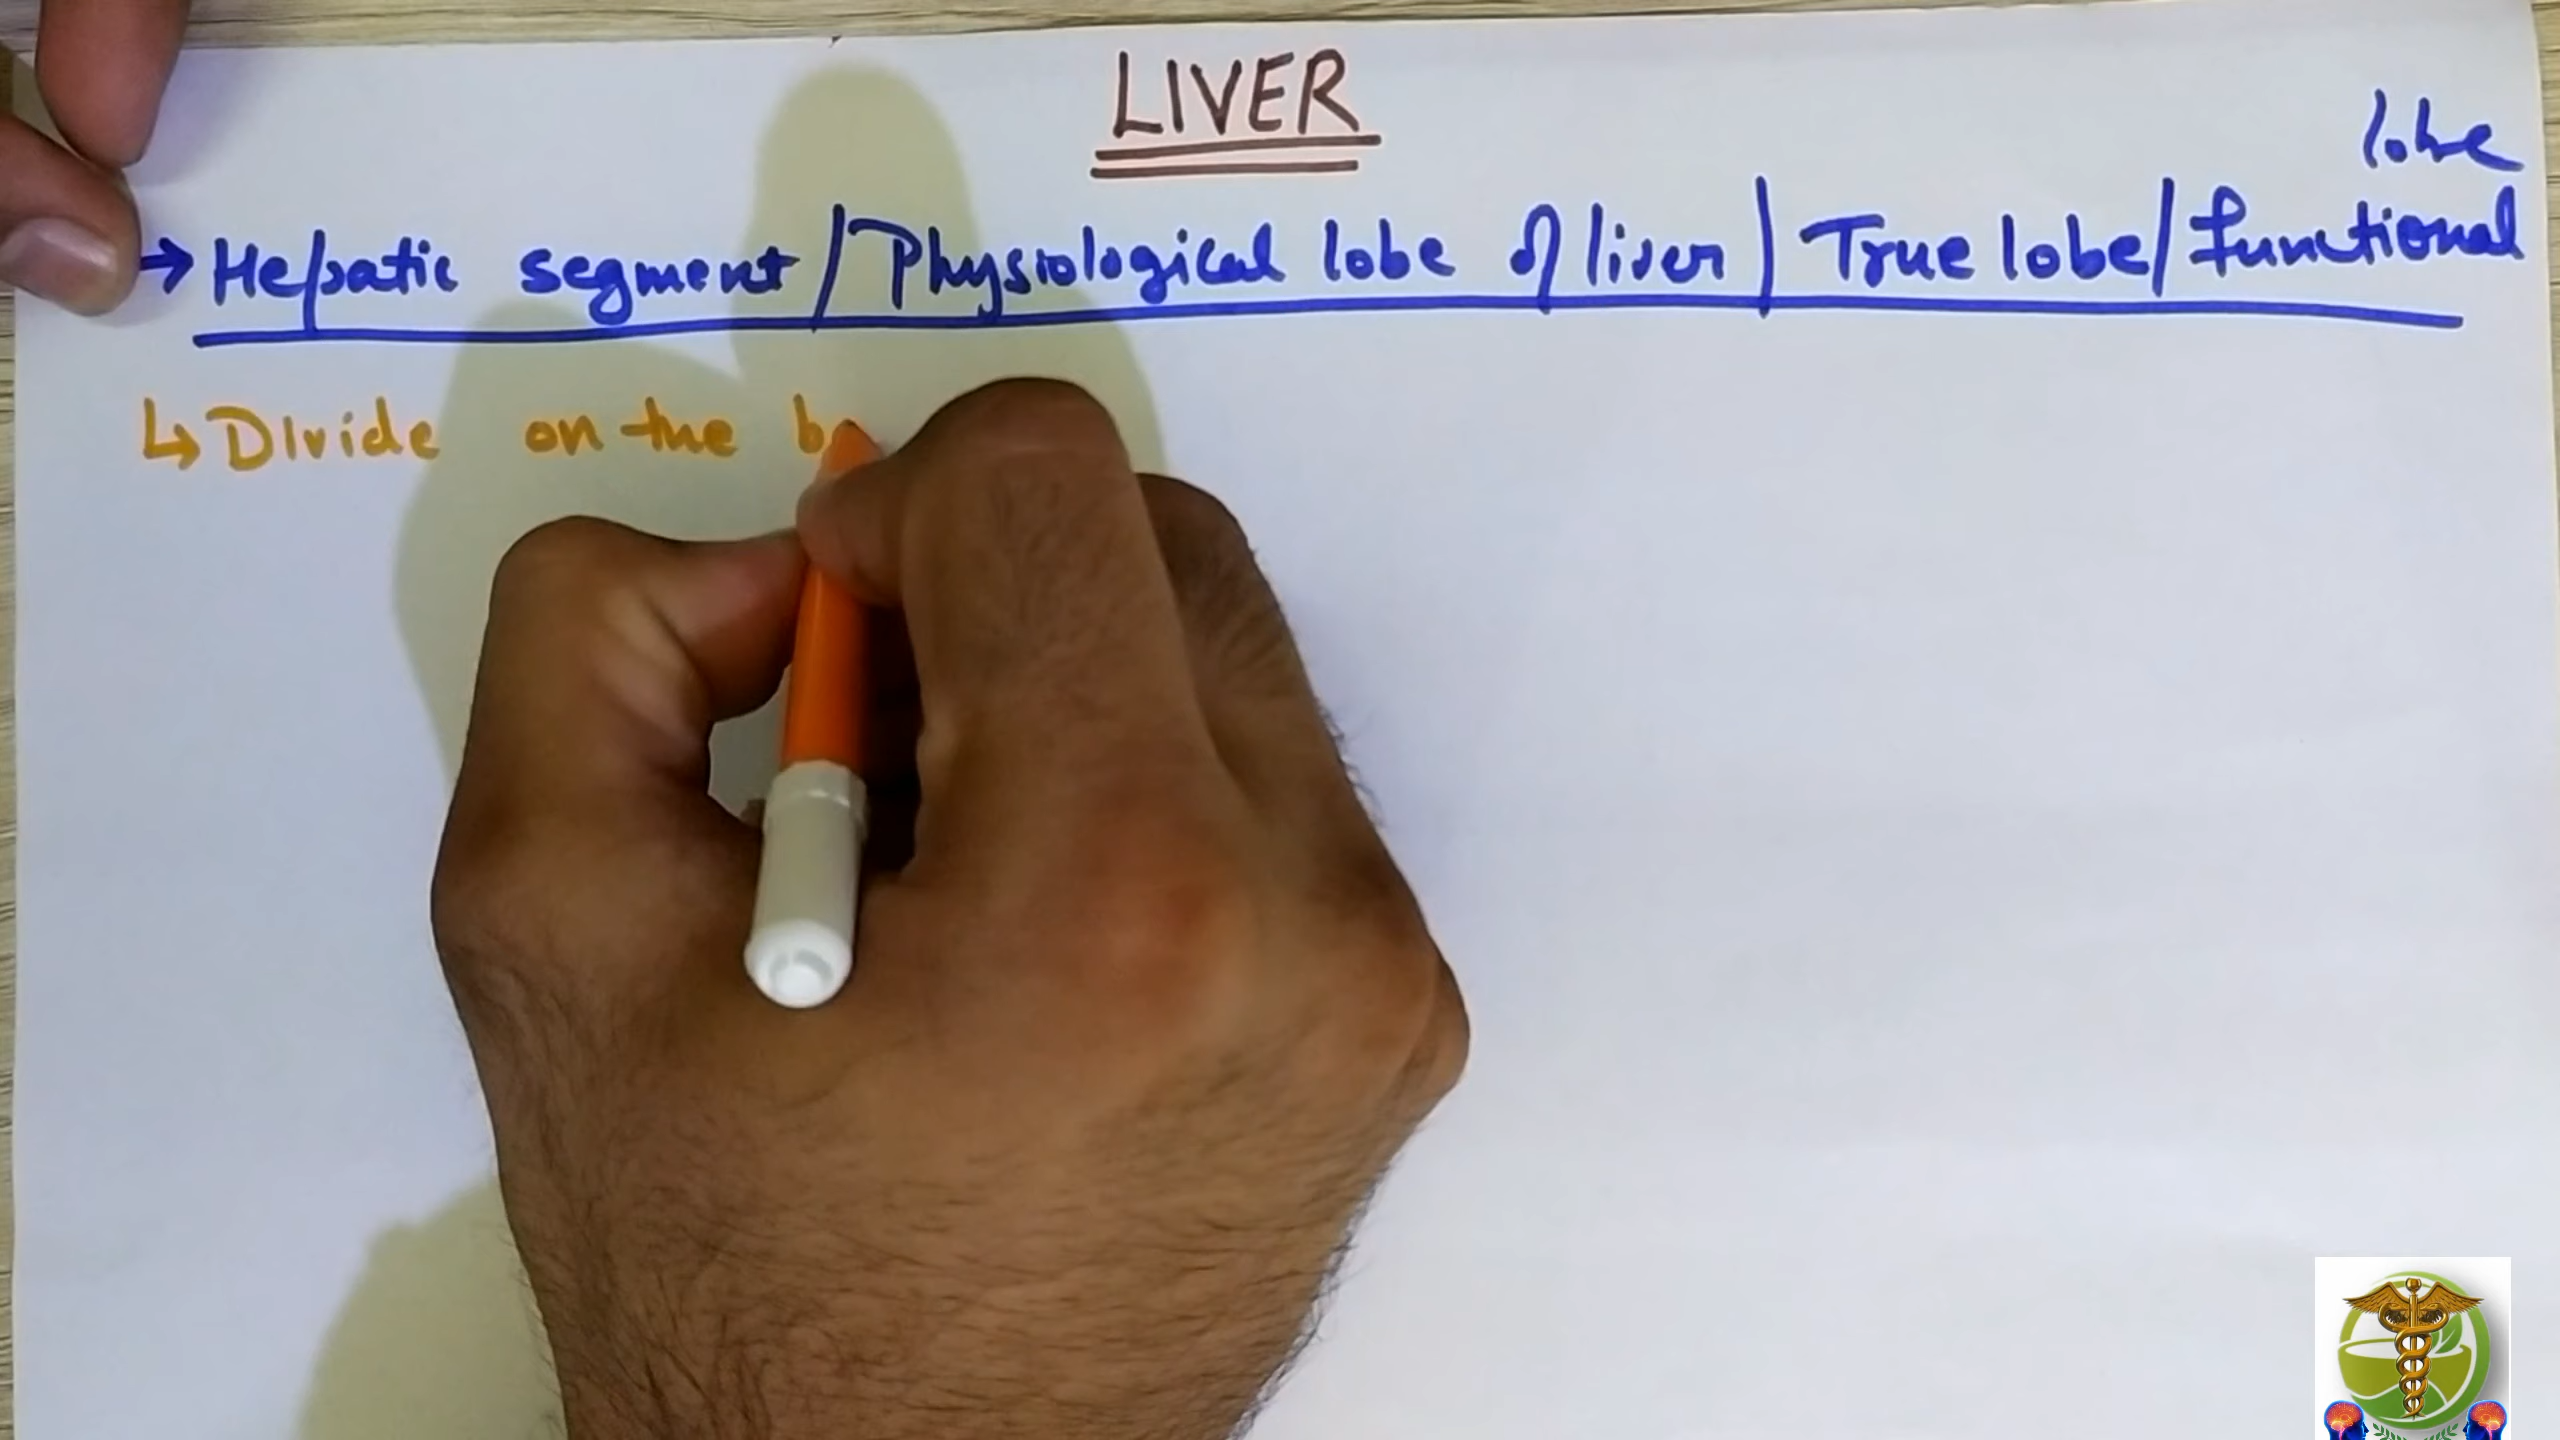 LIVER
→ Hepatic segment / Physiological lobe of liver | True lobe / functional lobe
↳ Divide on the